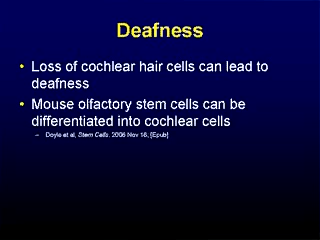 Deafness
• Loss of cochlear hair cells can lead to
deafness
• Mouse olfactory stem cells can be
differentiated into cochlear cells
– Doyle et al, Stem Cells, 2006 Nov 16, [Epub]